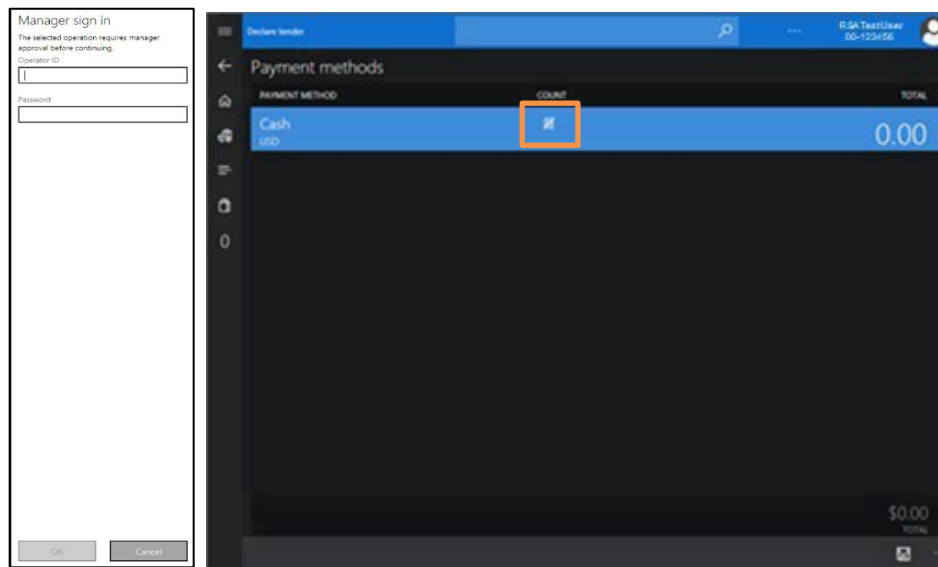 Manager sign in
The selected operation requires manager
approval before continuing.
Operator ID
Password
OK
Cancel
Declare tender
RSATestUser
00-123456
Payment methods
PAYMENT METHOD
COUNT
TOTAL
Cash
USD
0.00
0
$0.00
TOTAL